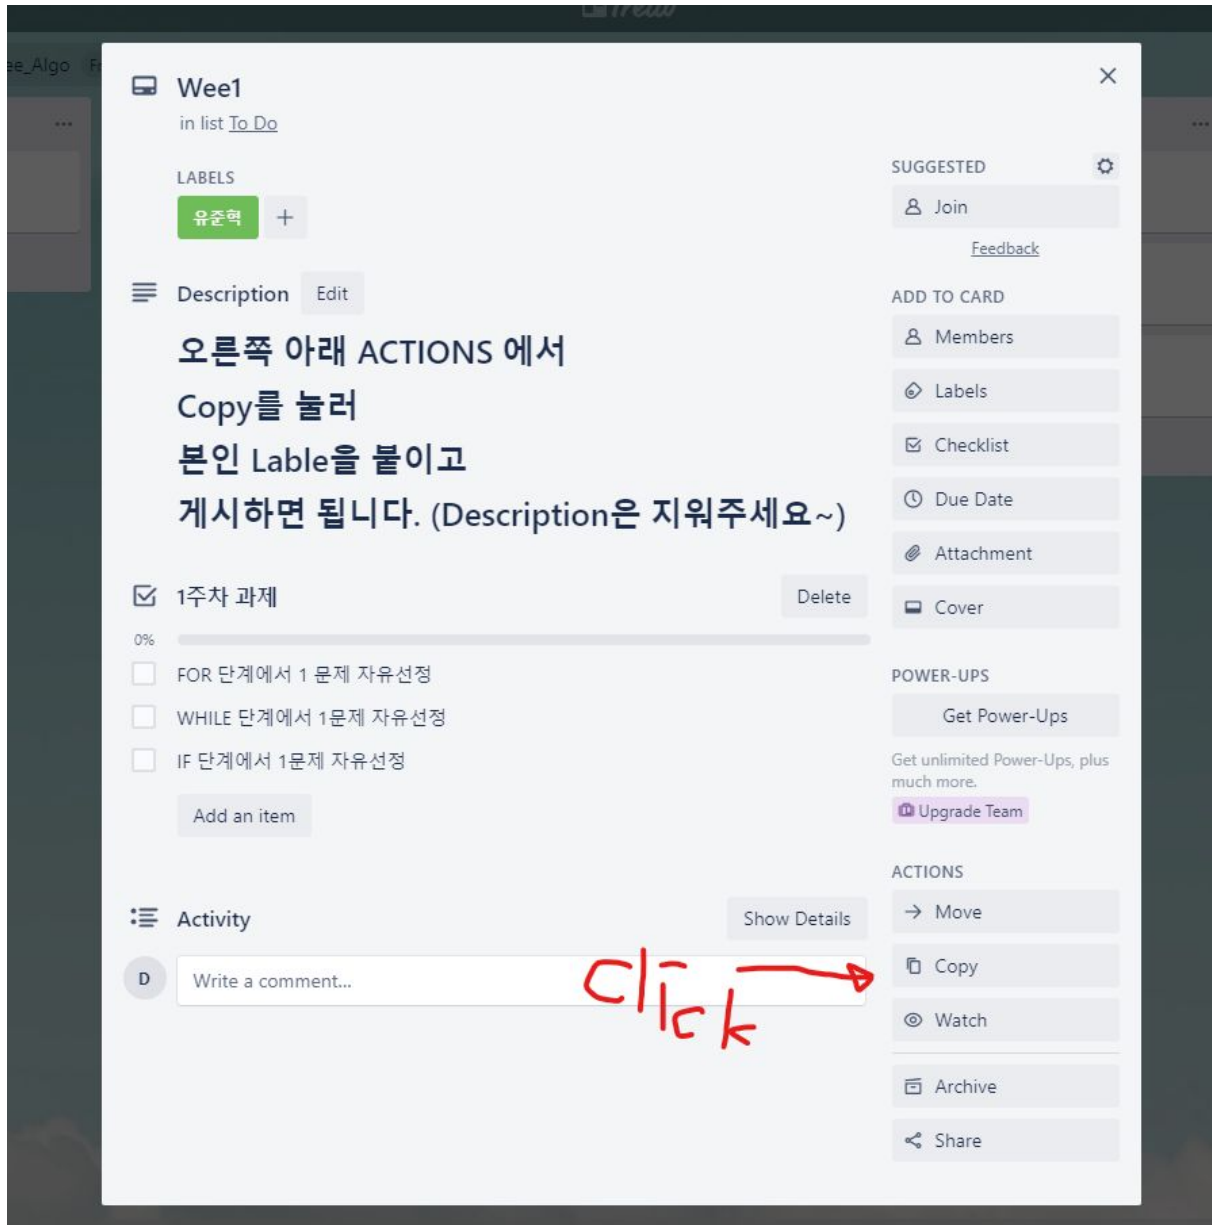 Trello
ee_Algo
Wee1
in list To Do
LABELS
유준혁
Description Edit
오른쪽 아래 ACTIONS 에서
Copy를 눌러
본인 Lable을 붙이고
게시하면 됩니다. (Description은 지워주세요~)
1주차 과제 Delete
0%
FOR 단계에서 1 문제 자유선정
WHILE 단계에서 1문제 자유선정
IF 단계에서 1문제 자유선정
Add an item
Activity Show Details
D Write a comment...
click
SUGGESTED
Join
Feedback
ADD TO CARD
Members
Labels
Checklist
Due Date
Attachment
Cover
POWER-UPS
Get Power-Ups
Get unlimited Power-Ups, plus
much more.
Upgrade Team
ACTIONS
Move
Copy
Watch
Archive
Share